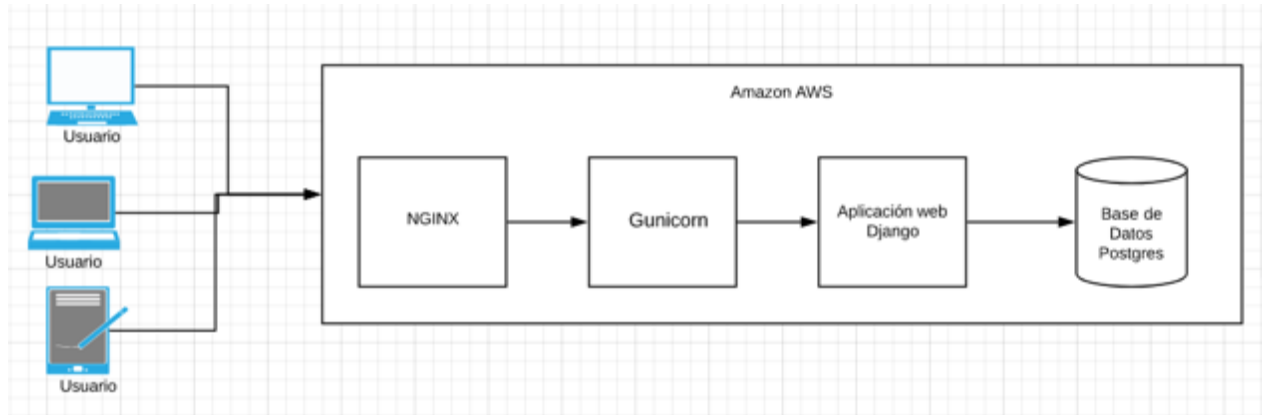 Usuario
Usuario
Usuario
Amazon AWS
NGINX
Gunicorn
Aplicación web
Django
Base de
Datos
Postgres